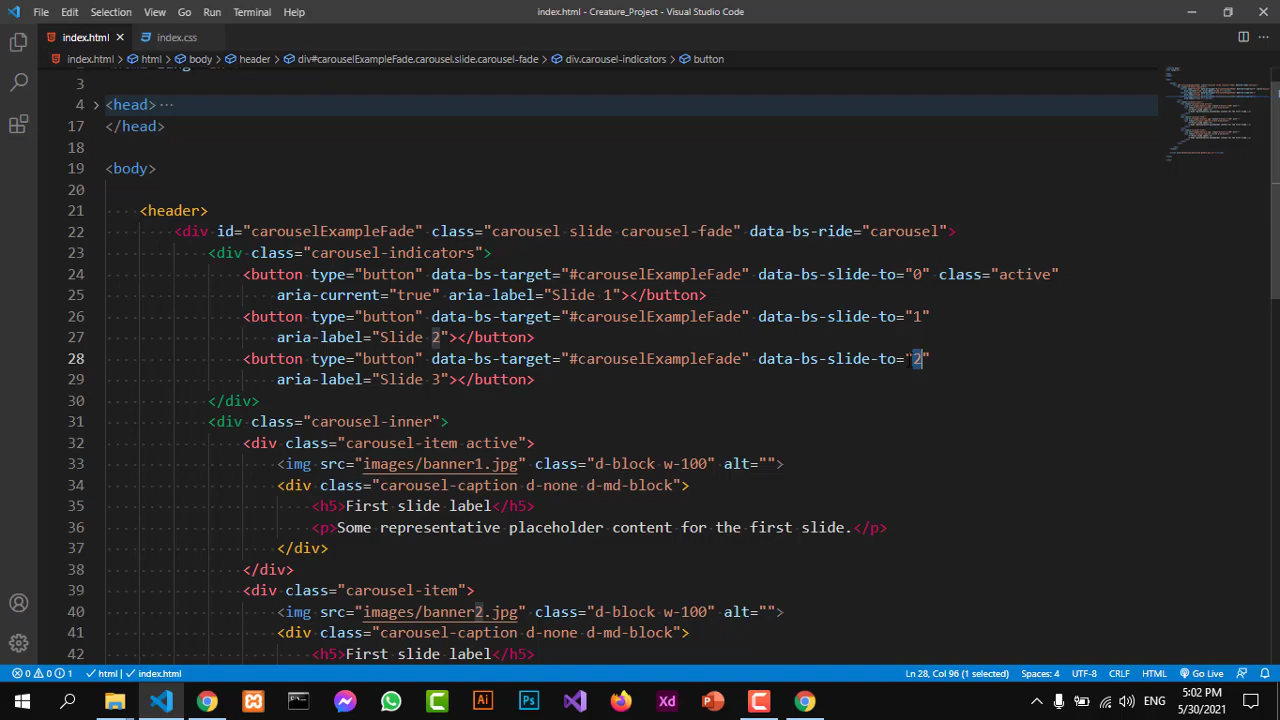 File Edit Selection View Go Run Terminal Help index.html - Creature_Project - Visual Studio Code
index.html index.css
index.html > html > body > header > div#carouselExampleFade.carousel.slide.carousel-fade > div.carousel-indicators > button
3
4 <head> ...
17 </head>
18
19 <body>
20
21 <header>
22 <div id="carouselExampleFade" class="carousel slide carousel-fade" data-bs-ride="carousel">
23 <div class="carousel-indicators">
24 <button type="button" data-bs-target="#carouselExampleFade" data-bs-slide-to="0" class="active"
25 aria-current="true" aria-label="Slide 1"></button>
26 <button type="button" data-bs-target="#carouselExampleFade" data-bs-slide-to="1"
27 aria-label="Slide 2"></button>
28 <button type="button" data-bs-target="#carouselExampleFade" data-bs-slide-to="2"
29 aria-label="Slide 3"></button>
30 </div>
31 <div class="carousel-inner">
32 <div class="carousel-item active">
33 <img src="images/banner1.jpg" class="d-block w-100" alt="">
34 <div class="carousel-caption d-none d-md-block">
35 <h5>First slide label</h5>
36 <p>Some representative placeholder content for the first slide.</p>
37 </div>
38 </div>
39 <div class="carousel-item">
40 <img src="images/banner2.jpg" class="d-block w-100" alt="">
41 <div class="carousel-caption d-none d-md-block">
42 <h5>First slide label</h5>
0 0 1 html index.html Ln 28, Col 96 (1 selected) Spaces: 4 UTF-8 CRLF HTML Go Live
ENG 5:02 PM
5/30/2021